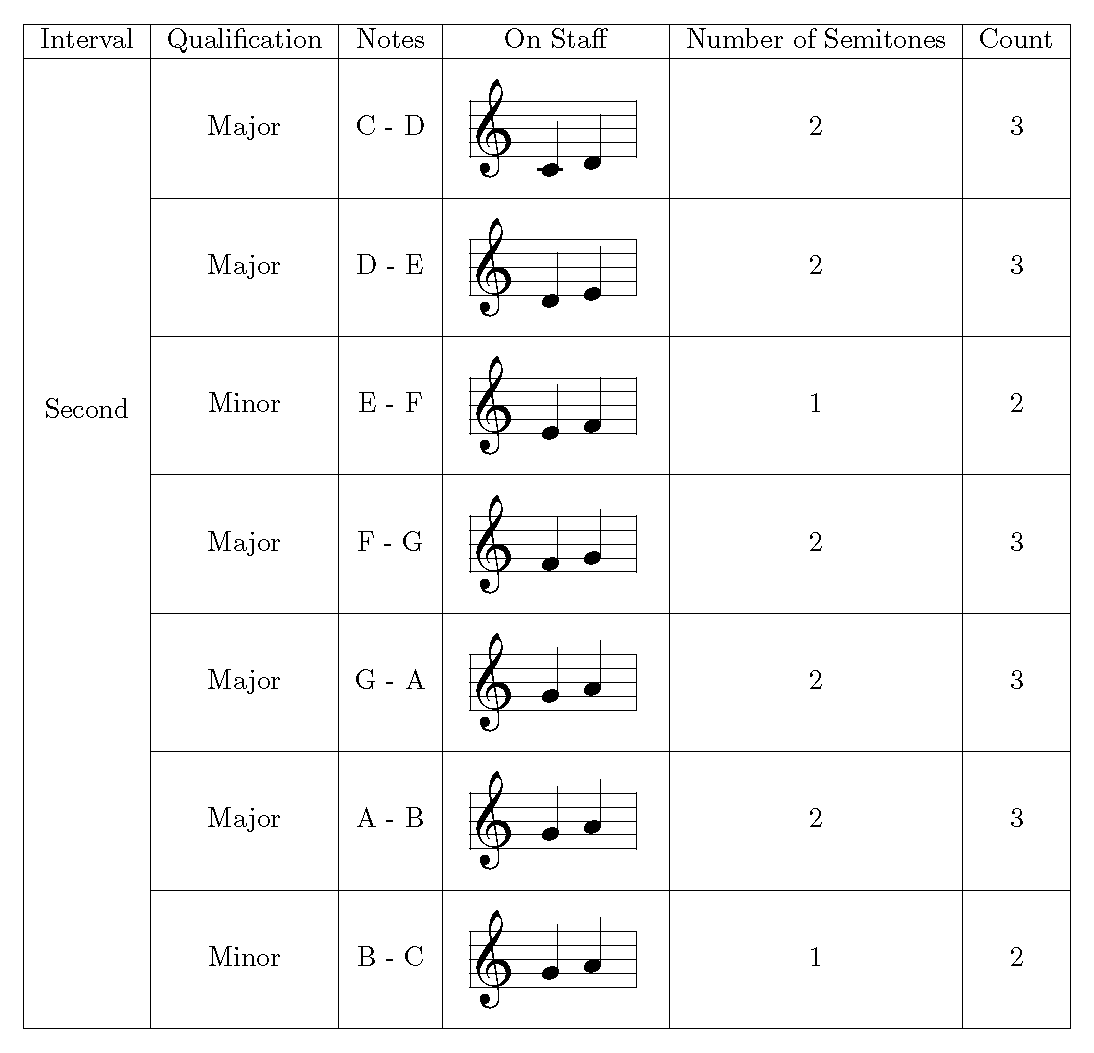 Interval Qualification Notes On Staff Number of Semitones Count
Major C - D 2 3
Major D - E 2 3
Second Minor E - F 1 2
Major F - G 2 3
Major G - A 2 3
Major A - B 2 3
Minor B - C 1 2